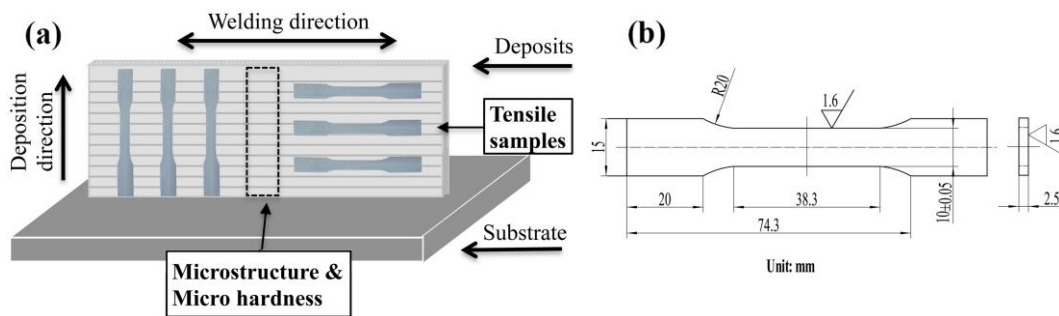 (a)
Welding direction
Deposits
Deposition
direction
Tensile
samples
Substrate
Microstructure &
Micro hardness
(b)
R20
1.6
1.6
15
20
38.3
10±0.05
2.5
74.3
Unit: mm